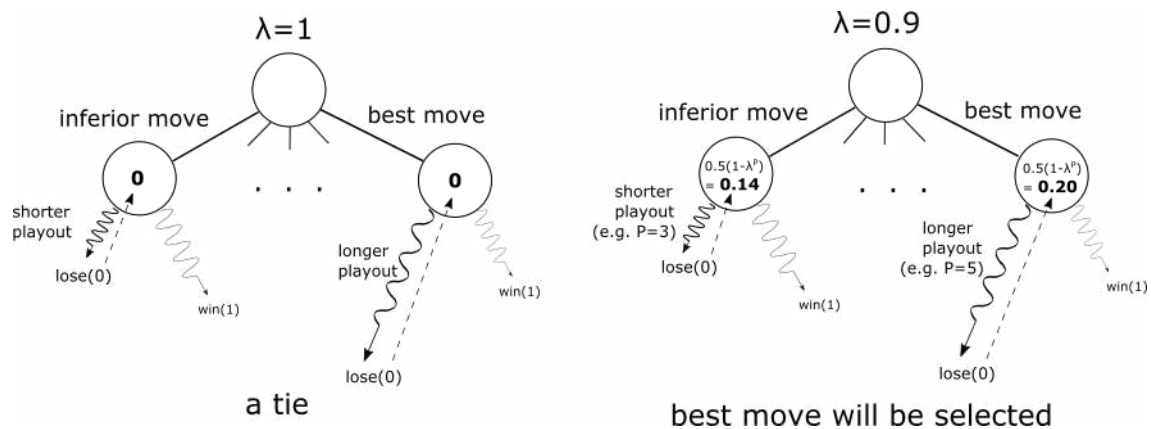 λ=1
inferior move
best move
0
0
. . .
shorter
playout
lose(0)
win(1)
longer
playout
lose(0)
win(1)
a tie
λ=0.9
inferior move
best move
0.5(1-λᵖ)
= 0.14
0.5(1-λᵖ)
= 0.20
. . .
shorter
playout
(e.g. P=3)
lose(0)
win(1)
longer
playout
(e.g. P=5)
lose(0)
win(1)
best move will be selected